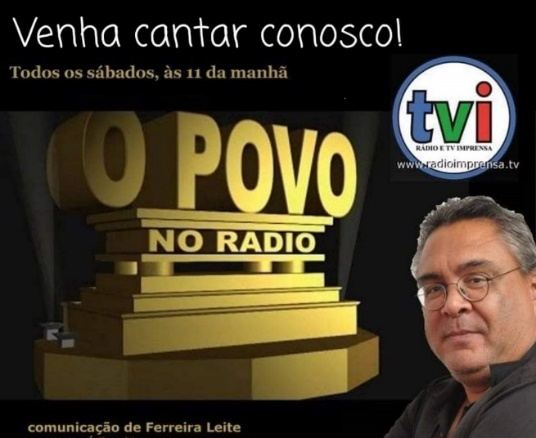 Venha cantar conosco!
Todos os sábados, às 11 da manhã
tvi
RÁDIO E TV IMPRENSA
www.radioimprensa.tv
O POVO
NO RADIO
comunicação de Ferreira Leite